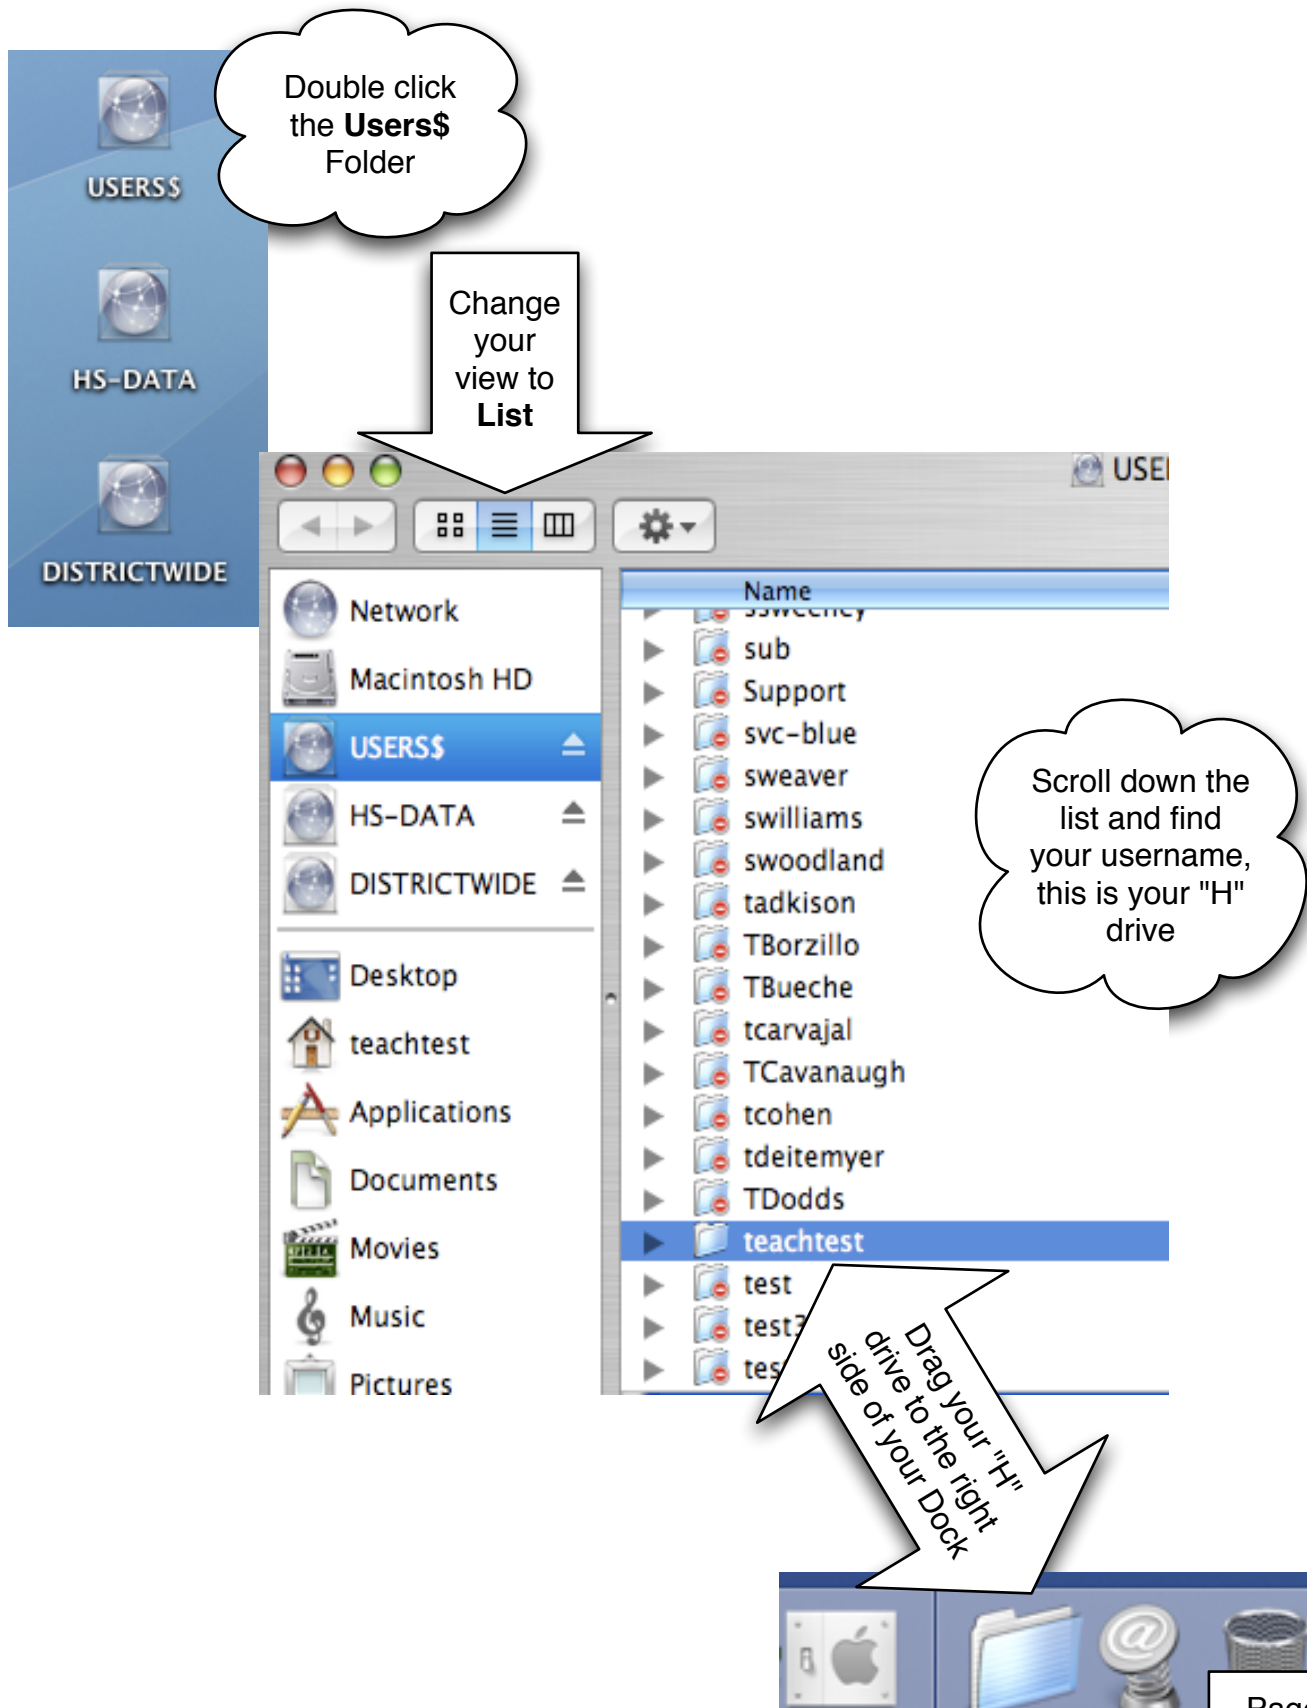 Double click
the Users$
Folder
USERS$
HS-DATA
DISTRICTWIDE
Change
your
view to
List
Network
Macintosh HD
USERS$
HS-DATA
DISTRICTWIDE
Desktop
teachtest
Applications
Documents
Movies
Music
Pictures
Name
ssweeney
sub
Support
svc-blue
sweaver
swilliams
swoodland
tadkison
TBorzillo
TBueche
tcarvajal
TCavanaugh
tcohen
tdeitemyer
TDodds
teachtest
test
Scroll down the
list and find
your username,
this is your "H"
drive
Drag your "H"
drive to the right
side of your Dock